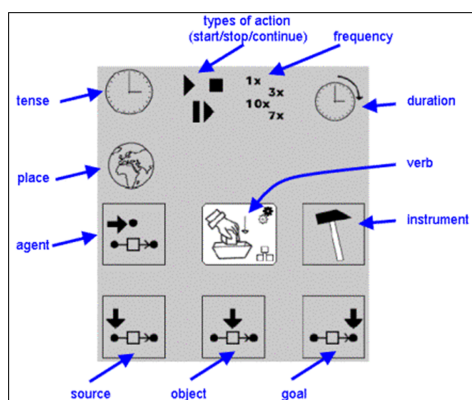 types of action
(start/stop/continue)
frequency
tense
1x
3x
10x
7x
duration
place
verb
agent
instrument
source
object
goal